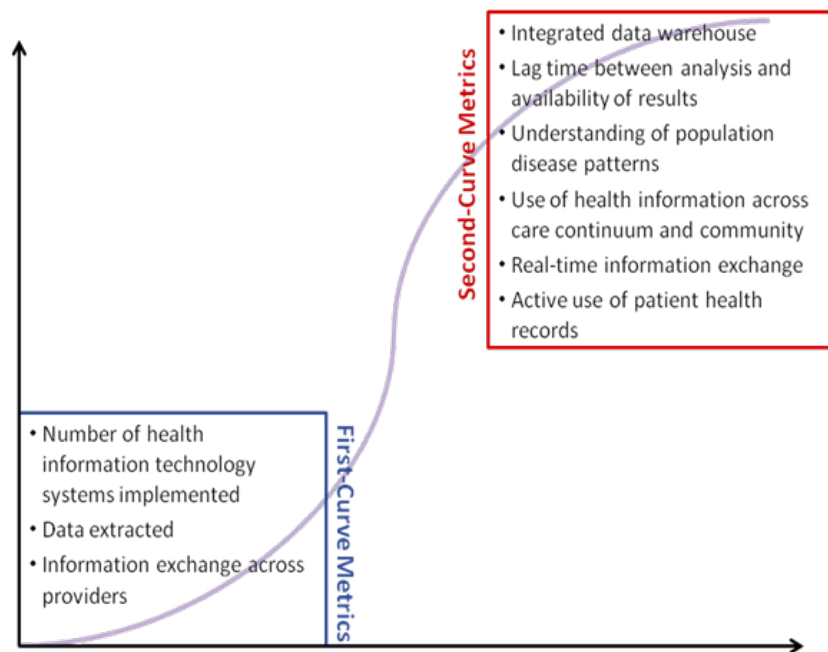 • Integrated data warehouse
• Lag time between analysis and
availability of results
• Understanding of population
disease patterns
• Use of health information across
care continuum and community
• Real-time information exchange
• Active use of patient health
records
Second-Curve Metrics
• Number of health
information technology
systems implemented
• Data extracted
• Information exchange across
providers
First-Curve Metrics